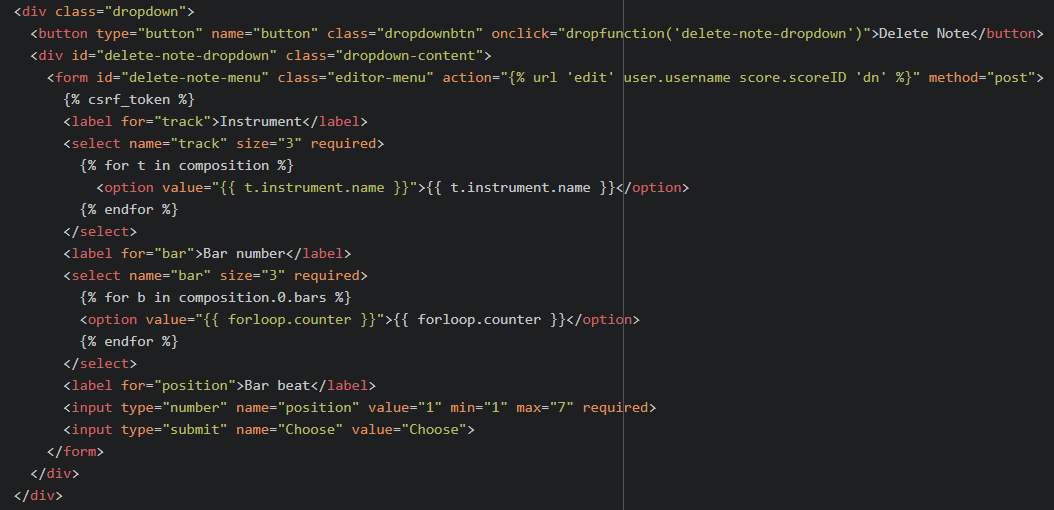 <div class="dropdown">
<button type="button" name="button" class="dropdownbtn" onclick="dropfunction('delete-note-dropdown')">Delete Note</button>
<div id="delete-note-dropdown" class="dropdown-content">
<form id="delete-note-menu" class="editor-menu" action="{% url 'edit' user.username score.scoreID 'dn' %}" method="post">
{% csrf_token %}
<label for="track">Instrument</label>
<select name="track" size="3" required>
{% for t in composition %}
<option value="{{ t.instrument.name }}">{{ t.instrument.name }}</option>
{% endfor %}
</select>
<label for="bar">Bar number</label>
<select name="bar" size="3" required>
{% for b in composition.0.bars %}
<option value="{{ forloop.counter }}">{{ forloop.counter }}</option>
{% endfor %}
</select>
<label for="position">Bar beat</label>
<input type="number" name="position" value="1" min="1" max="7" required>
<input type="submit" name="Choose" value="Choose">
</form>
</div>
</div>